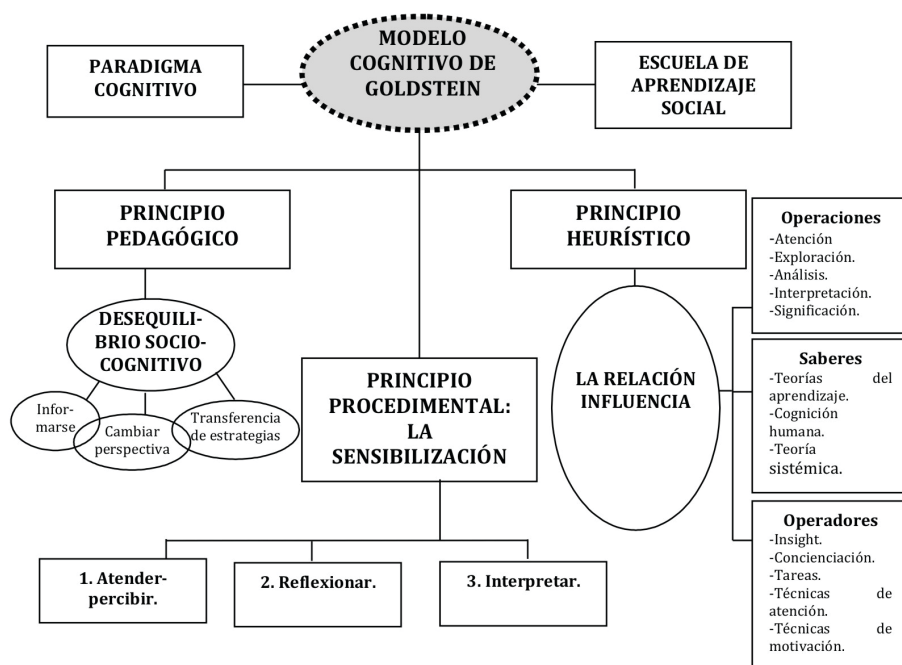 MODELO
COGNITIVO DE
GOLDSTEIN
PARADIGMA
COGNITIVO
ESCUELA DE
APRENDIZAJE
SOCIAL
PRINCIPIO
PEDAGÓGICO
PRINCIPIO
HEURÍSTICO
DESEQUILI-
BRIO SOCIO-
COGNITIVO
Infor-
marse
Cambiar
perspectiva
Transferencia
de estrategias
PRINCIPIO
PROCEDIMENTAL:
LA
SENSIBILIZACIÓN
1. Atender-
percibir.
2. Reflexionar.
3. Interpretar.
LA RELACIÓN
INFLUENCIA
Operaciones
-Atención
-Exploración.
-Análisis.
-Interpretación.
-Significación.
Saberes
-Teorías del
aprendizaje.
-Cognición
humana.
-Teoría
sistémica.
Operadores
-Insight.
-Concienciación.
-Tareas.
-Técnicas de
atención.
-Técnicas de
motivación.